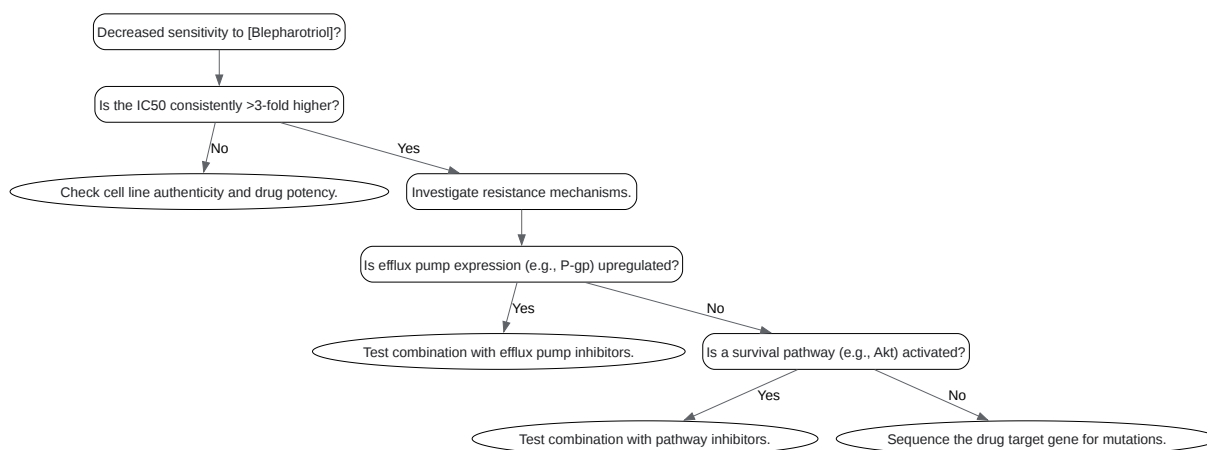 Decreased sensitivity to [Blepharotriol]?
Is the IC50 consistently >3-fold higher?
No
Yes
Check cell line authenticity and drug potency.
Investigate resistance mechanisms.
Is efflux pump expression (e.g., P-gp) upregulated?
Yes
No
Test combination with efflux pump inhibitors.
Is a survival pathway (e.g., Akt) activated?
Yes
No
Test combination with pathway inhibitors.
Sequence the drug target gene for mutations.